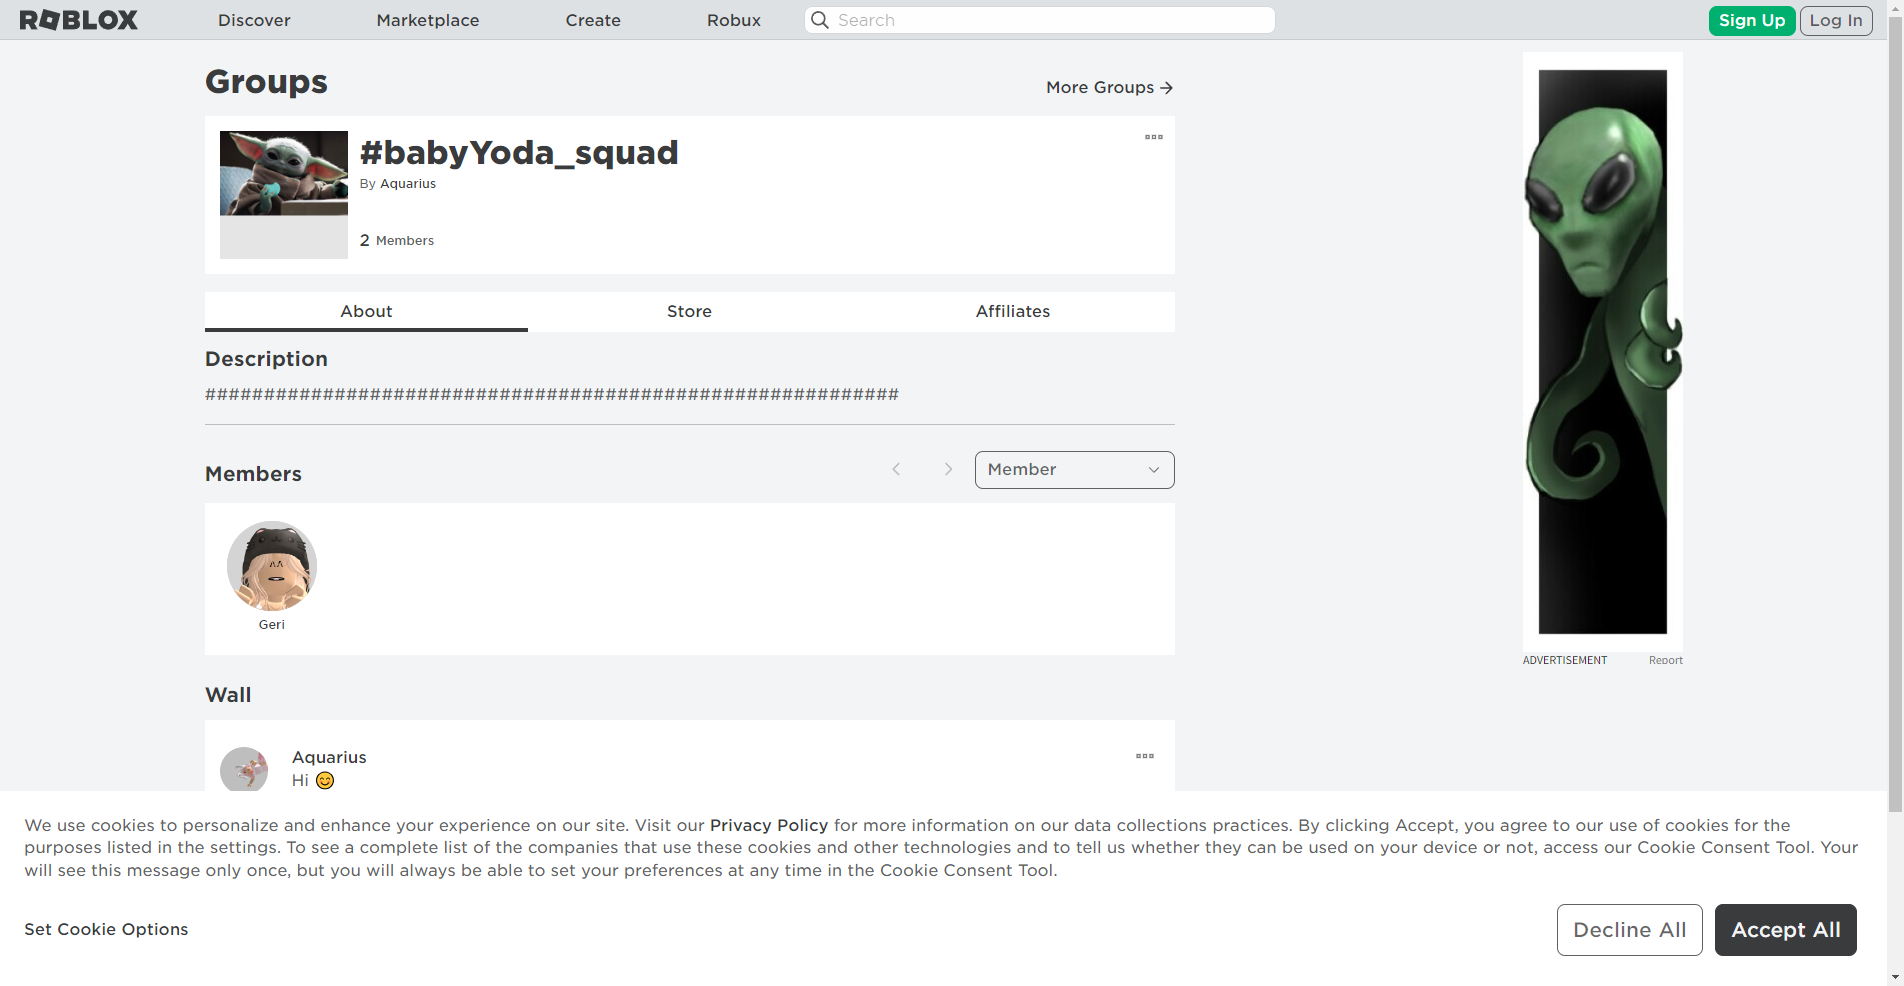 ROBLOX Discover Marketplace Create Robux Search Sign Up Log In
Groups
More Groups
#babyYoda_squad
By Aquarius
2 Members
About Store Affiliates
Description
###########################################################
Members
Member
Geri
ADVERTISEMENT Report
Wall
Aquarius
Hi 😊
We use cookies to personalize and enhance your experience on our site. Visit our Privacy Policy for more information on our data collections practices. By clicking Accept, you agree to our use of cookies for the
purposes listed in the settings. To see a complete list of the companies that use these cookies and other technologies and to tell us whether they can be used on your device or not, access our Cookie Consent Tool. Your
will see this message only once, but you will always be able to set your preferences at any time in the Cookie Consent Tool.
Set Cookie Options
Decline All
Accept All